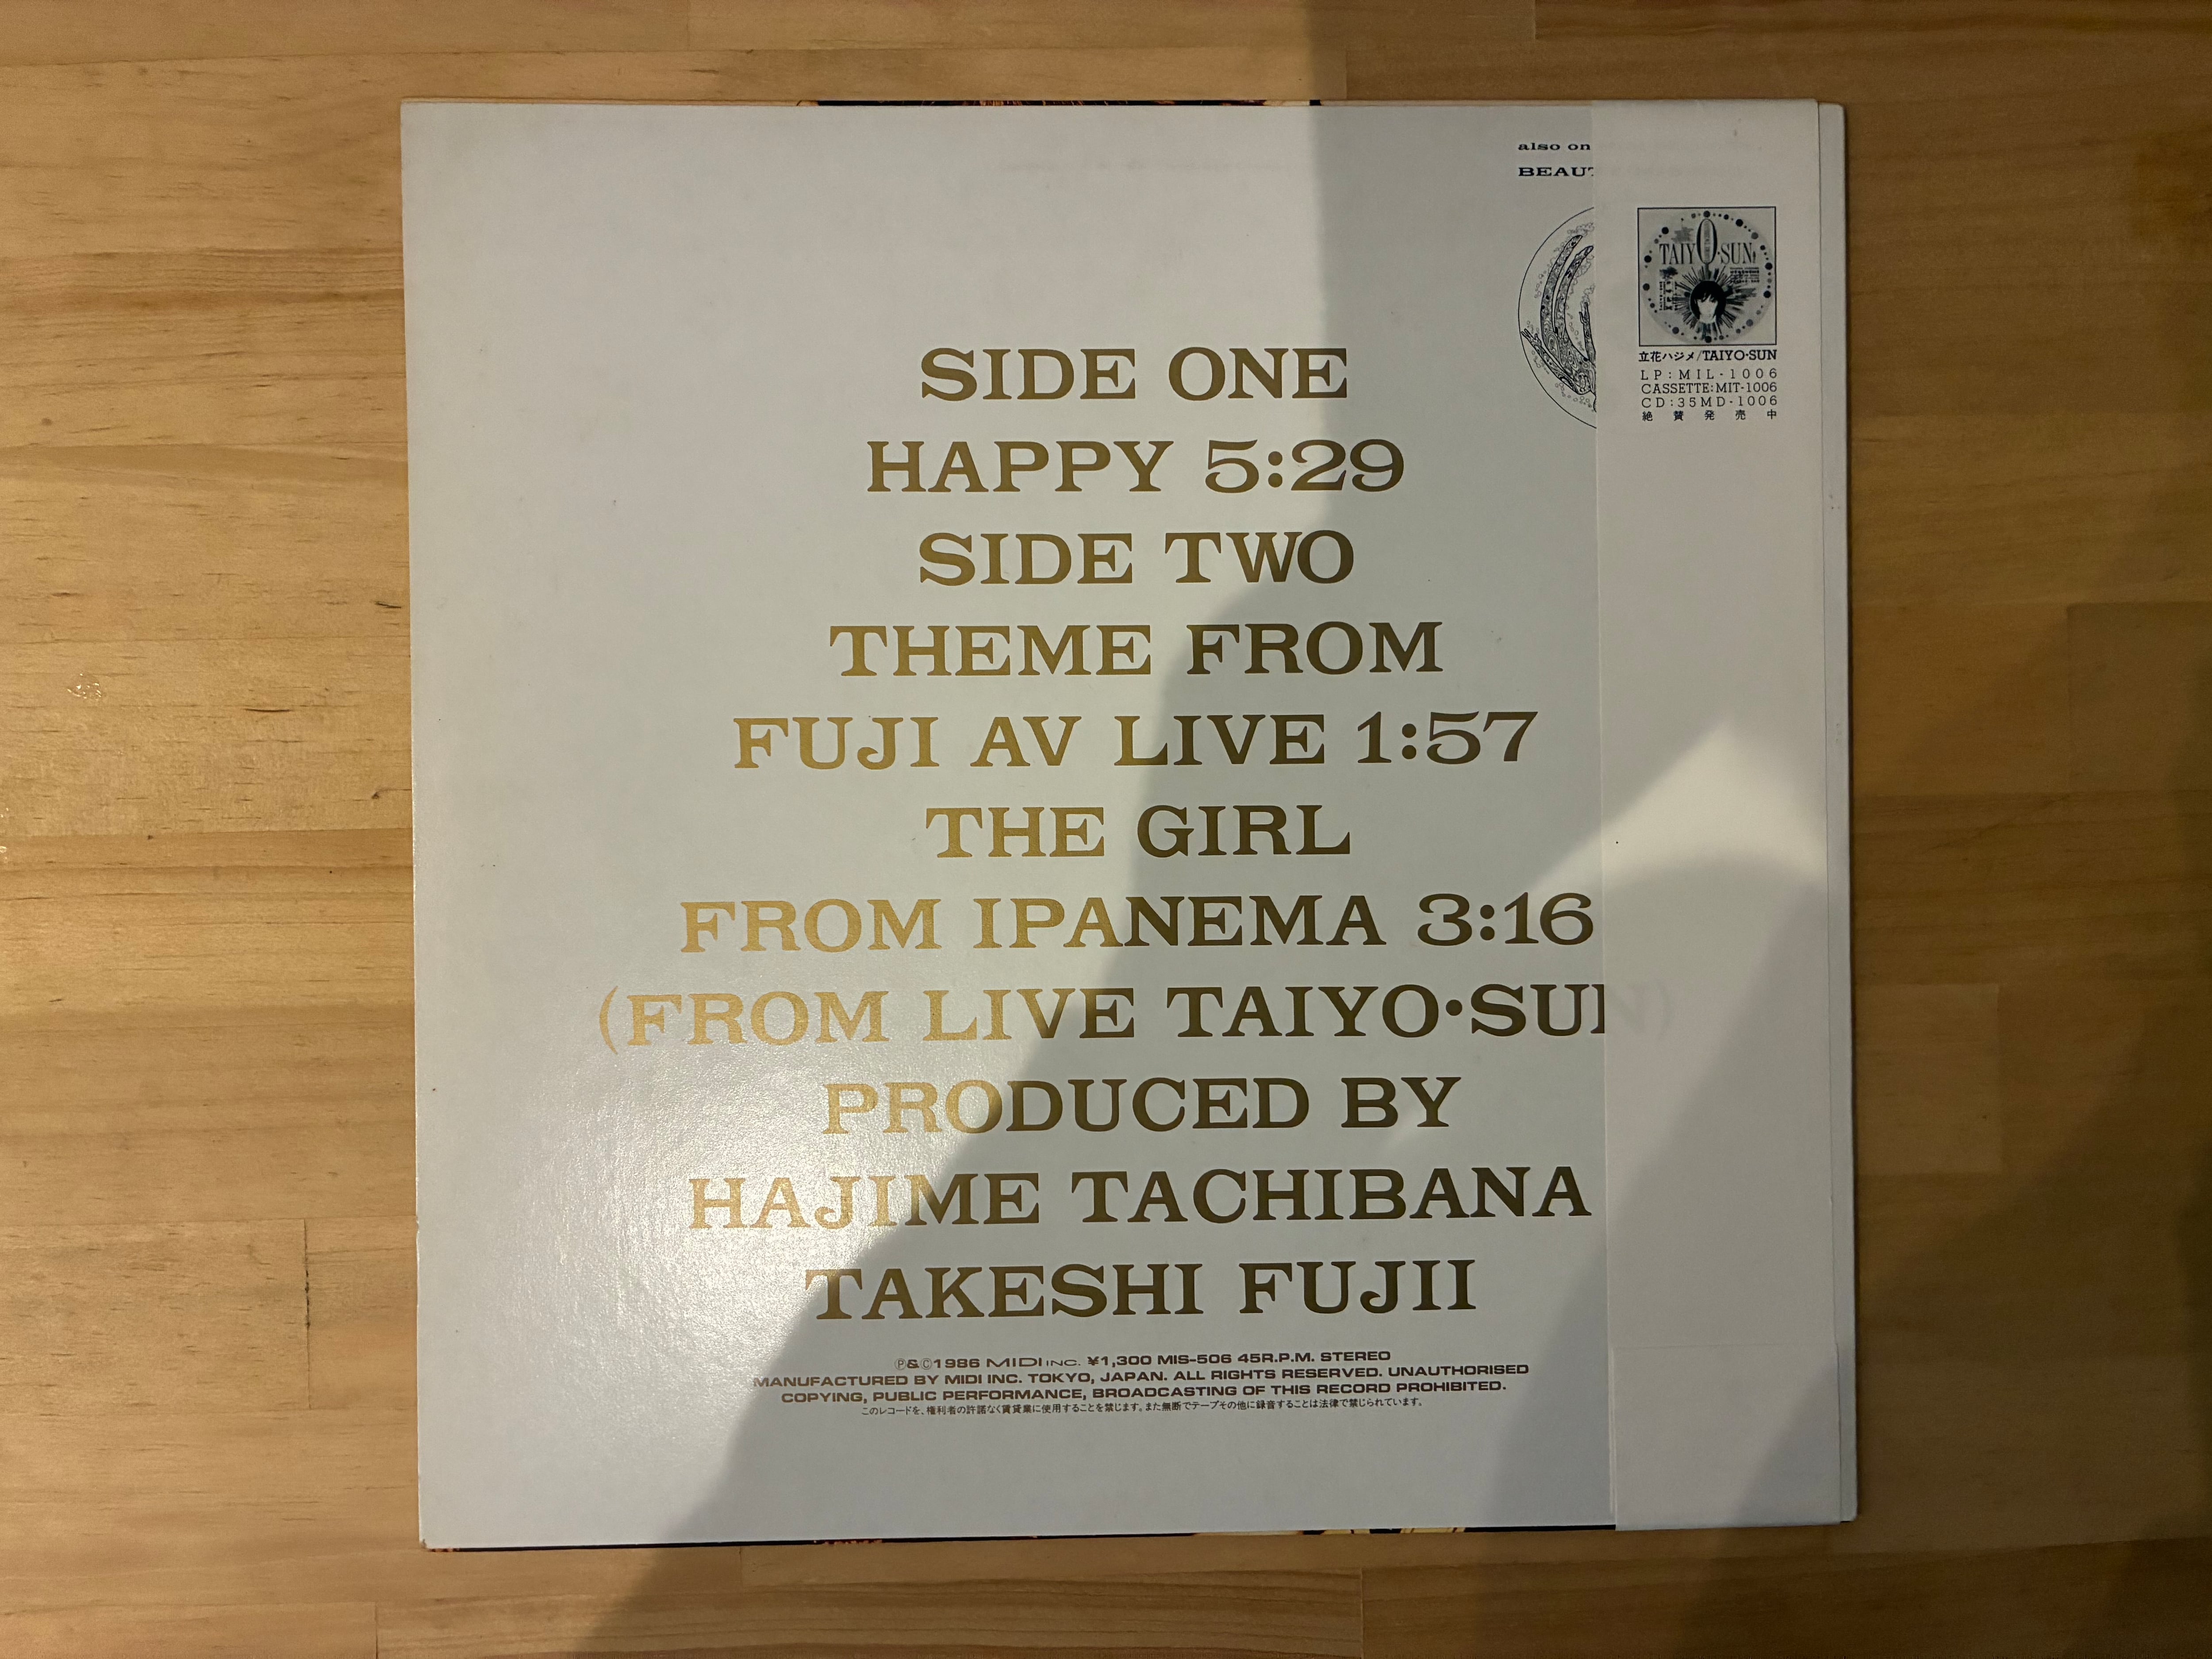 also on
SIDE ONE
HAPPY 5:29
SIDE TWO
THEME FROM
FUJI AV LIVE 1:57
THE GIRL
FROM IPANEMA 3:16
(FROM LIVE TAIYO•SUN)
PRODUCED BY
HAJIME TACHIBANA
TAKESHI FUJII
Ⓟ&©1986 MIDI INC. ¥1,300 MIS-506 45R.P.M. STEREO
MANUFACTURED BY MIDI INC. TOKYO, JAPAN. ALL RIGHTS RESERVED. UNAUTHORISED
COPYING, PUBLIC PERFORMANCE, BROADCASTING OF THIS RECORD PROHIBITED.
このレコードを、権利者の許諾なく賃貸業に使用することを禁じます。また無断でテープその他に録音することは法律で禁じられています。
TAIYO·SUN
立花ハジメ/TAIYO·SUN
LP:MIL-1006
CASSETTE:MIT-1006
CD:35MD-1006
絶賛発売中